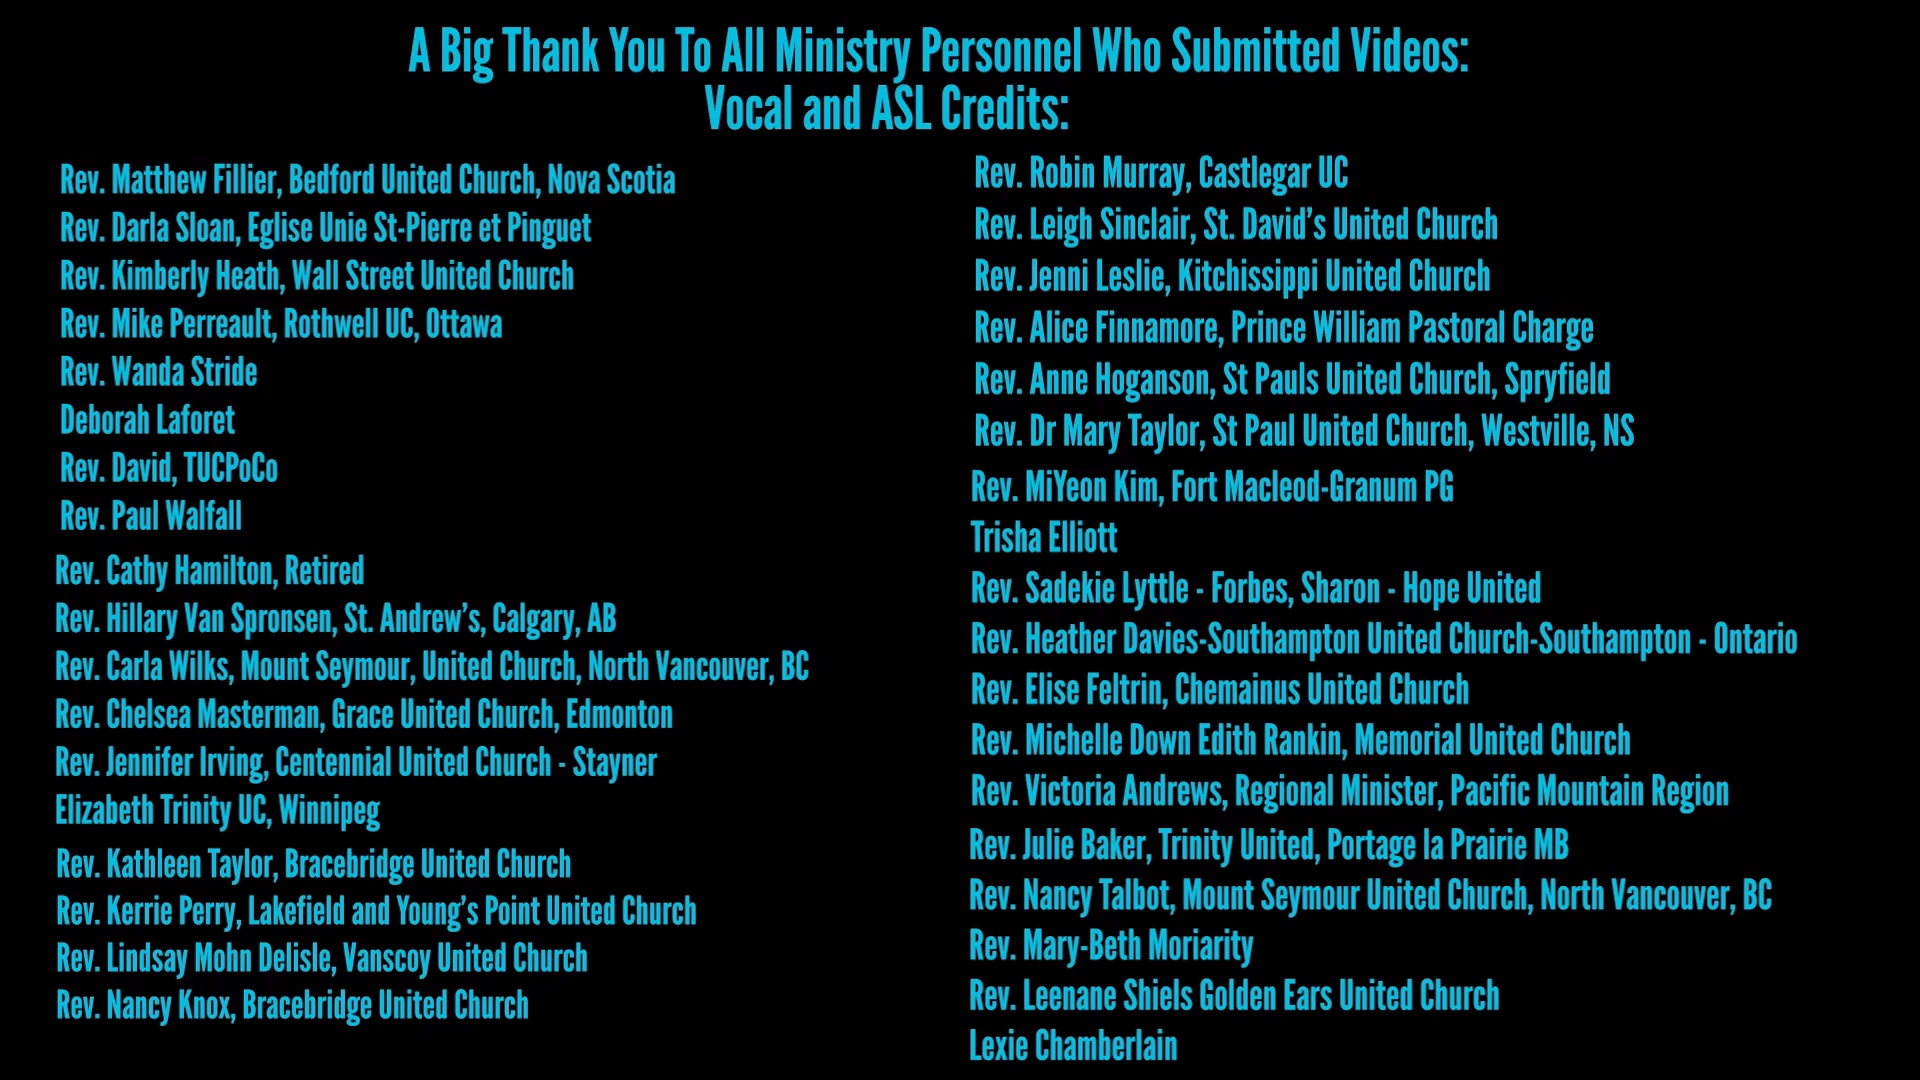 A Big Thank You To All Ministry Personnel Who Submitted Videos:
Vocal and ASL Credits:
Rev. Matthew Fillier, Bedford United Church, Nova Scotia
Rev. Darla Sloan, Eglise Unie St-Pierre et Pinguet
Rev. Kimberly Heath, Wall Street United Church
Rev. Mike Perreault, Rothwell UC, Ottawa
Rev. Wanda Stride
Deborah Laforet
Rev. David, TUCPoCo
Rev. Paul Walfall
Rev. Cathy Hamilton, Retired
Rev. Hillary Van Spronsen, St. Andrew's, Calgary, AB
Rev. Carla Wilks, Mount Seymour, United Church, North Vancouver, BC
Rev. Chelsea Masterman, Grace United Church, Edmonton
Rev. Jennifer Irving, Centennial United Church - Stayner
Elizabeth Trinity UC, Winnipeg
Rev. Kathleen Taylor, Bracebridge United Church
Rev. Kerrie Perry, Lakefield and Young's Point United Church
Rev. Lindsay Mohn Delisle, Vanscoy United Church
Rev. Nancy Knox, Bracebridge United Church
Rev. Robin Murray, Castlegar UC
Rev. Leigh Sinclair, St. David's United Church
Rev. Jenni Leslie, Kitchissippi United Church
Rev. Alice Finnamore, Prince William Pastoral Charge
Rev. Anne Hoganson, St Pauls United Church, Spryfield
Rev. Dr Mary Taylor, St Paul United Church, Westville, NS
Rev. MiYeon Kim, Fort Macleod-Granum PG
Trisha Elliott
Rev. Sadekie Lyttle - Forbes, Sharon - Hope United
Rev. Heather Davies-Southampton United Church-Southampton - Ontario
Rev. Elise Feltrin, Chemainus United Church
Rev. Michelle Down Edith Rankin, Memorial United Church
Rev. Victoria Andrews, Regional Minister, Pacific Mountain Region
Rev. Julie Baker, Trinity United, Portage la Prairie MB
Rev. Nancy Talbot, Mount Seymour United Church, North Vancouver, BC
Rev. Mary-Beth Moriarity
Rev. Leenane Shiels Golden Ears United Church
Lexie Chamberlain